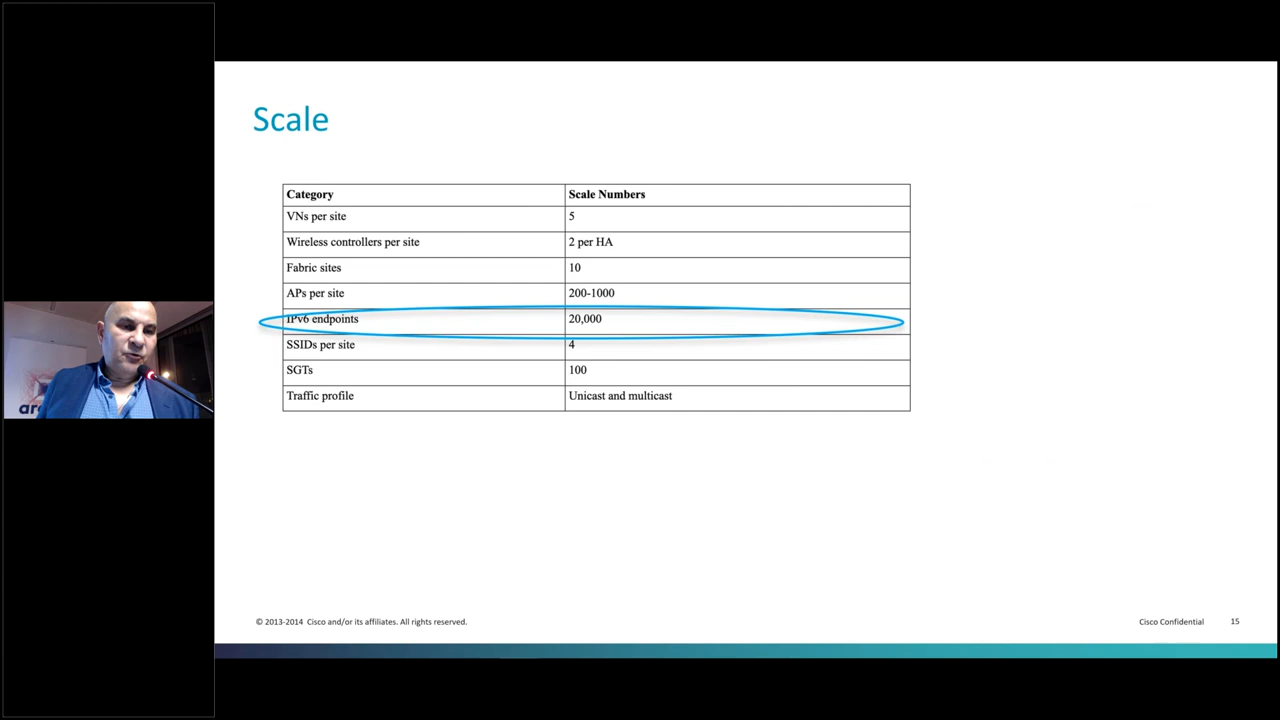 Scale
Category Scale Numbers
VNs per site 5
Wireless controllers per site 2 per HA
Fabric sites 10
APs per site 200-1000
IPv6 endpoints 20,000
SSIDs per site 4
SGTs 100
Traffic profile Unicast and multicast
© 2013-2014 Cisco and/or its affiliates. All rights reserved. Cisco Confidential 15